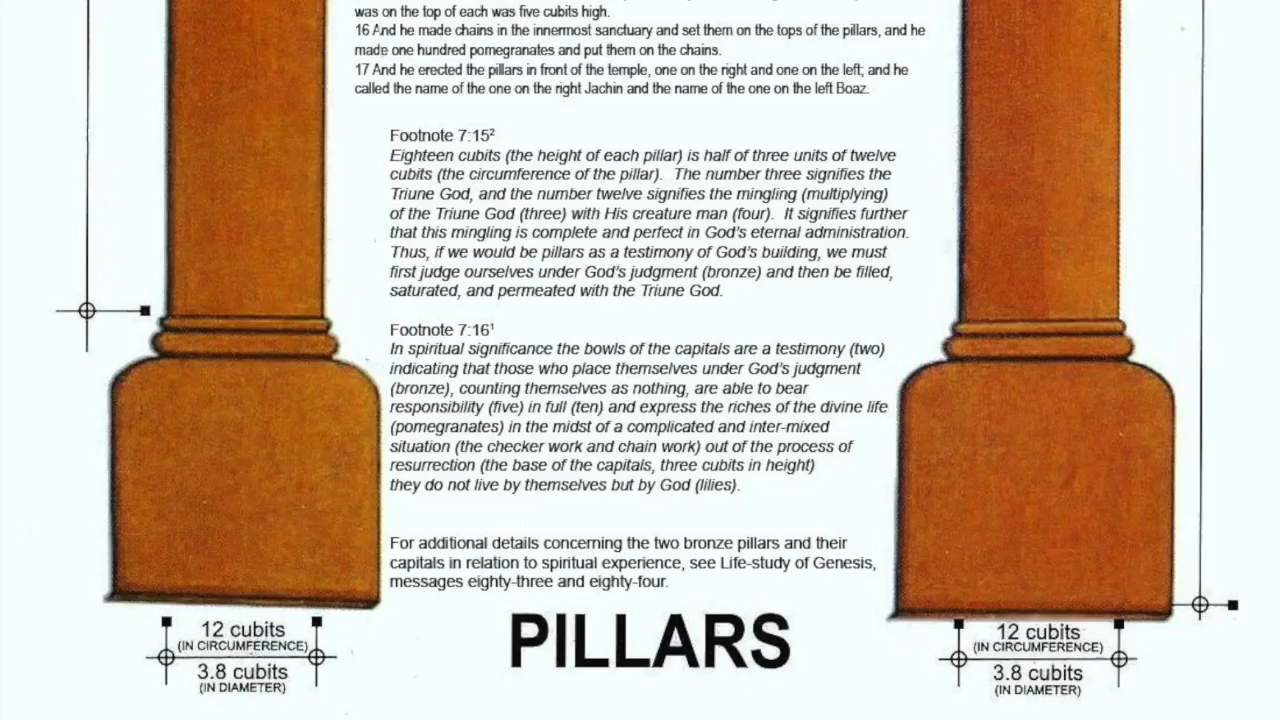 was on the top of each was five cubits high.
16 And he made chains in the innermost sanctuary and set them on the tops of the pillars, and he
made one hundred pomegranates and put them on the chains.
17 And he erected the pillars in front of the temple, one on the right and one on the left; and he
called the name of the one on the right Jachin and the name of the one on the left Boaz.
Footnote 7:15²
Eighteen cubits (the height of each pillar) is half of three units of twelve
cubits (the circumference of the pillar). The number three signifies the
Triune God, and the number twelve signifies the mingling (multiplying)
of the Triune God (three) with His creature man (four). It signifies further
that this mingling is complete and perfect in God's eternal administration.
Thus, if we would be pillars as a testimony of God's building, we must
first judge ourselves under God's judgment (bronze) and then be filled,
saturated, and permeated with the Triune God.
Footnote 7:16¹
In spiritual significance the bowls of the capitals are a testimony (two)
indicating that those who place themselves under God's judgment
(bronze), counting themselves as nothing, are able to bear
responsibility (five) in full (ten) and express the riches of the divine life
(pomegranates) in the midst of a complicated and inter-mixed
situation (the checker work and chain work) out of the process of
resurrection (the base of the capitals, three cubits in height)
they do not live by themselves but by God (lilies).
For additional details concerning the two bronze pillars and their
capitals in relation to spiritual experience, see Life-study of Genesis,
messages eighty-three and eighty-four.
PILLARS
12 cubits
(IN CIRCUMFERENCE)
3.8 cubits
(IN DIAMETER)
12 cubits
(IN CIRCUMFERENCE)
3.8 cubits
(IN DIAMETER)